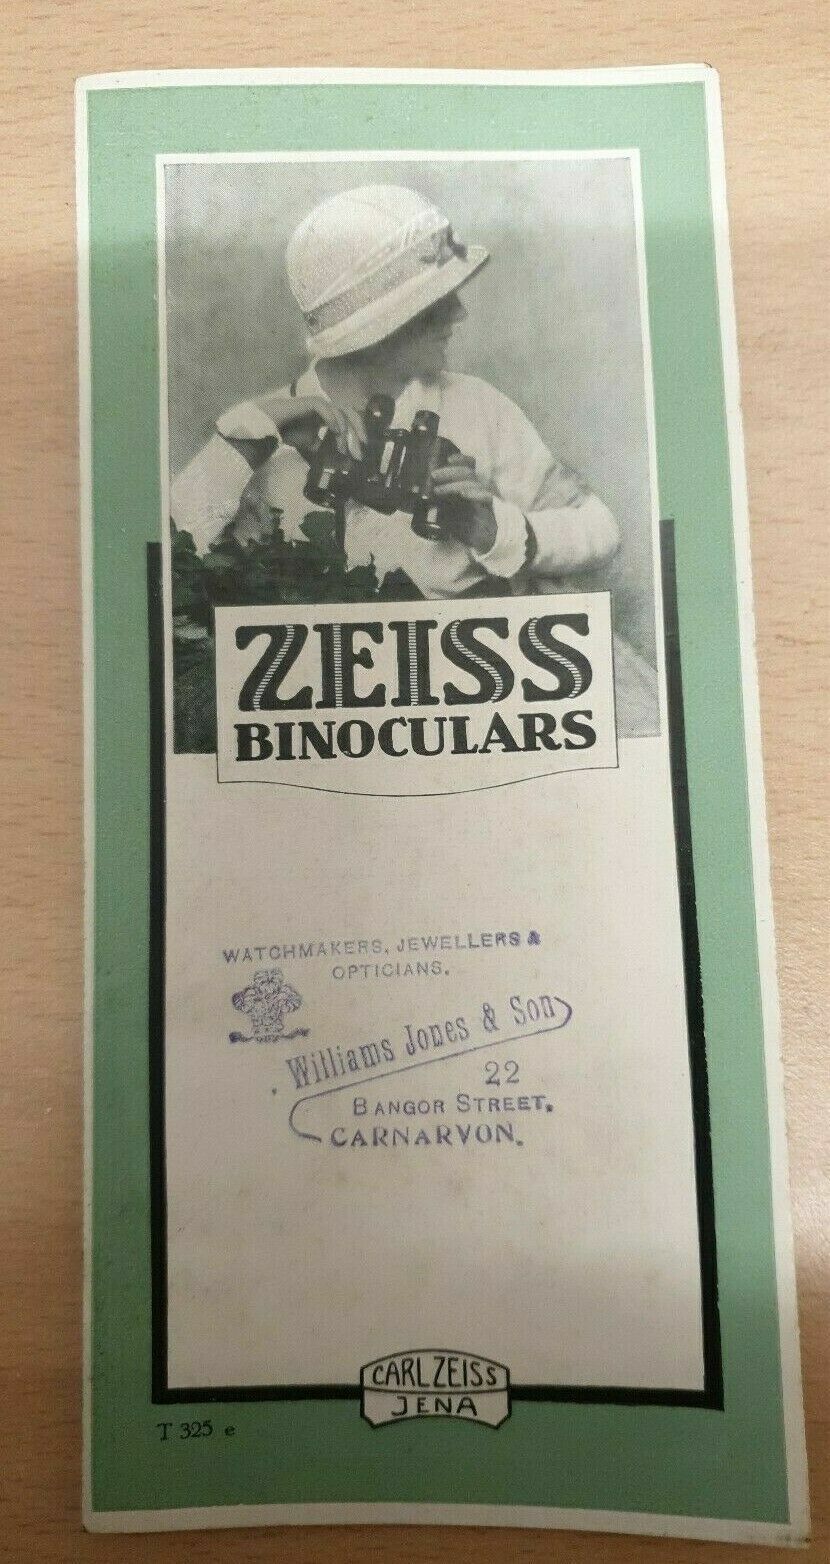 ZEISS
BINOCULARS
WATCHMAKERS, JEWELLERS &
OPTICIANS.
Williams Jones & Son
22
BANGOR STREET,
CARNARVON.
CARL ZEISS
JENA
T 325 e